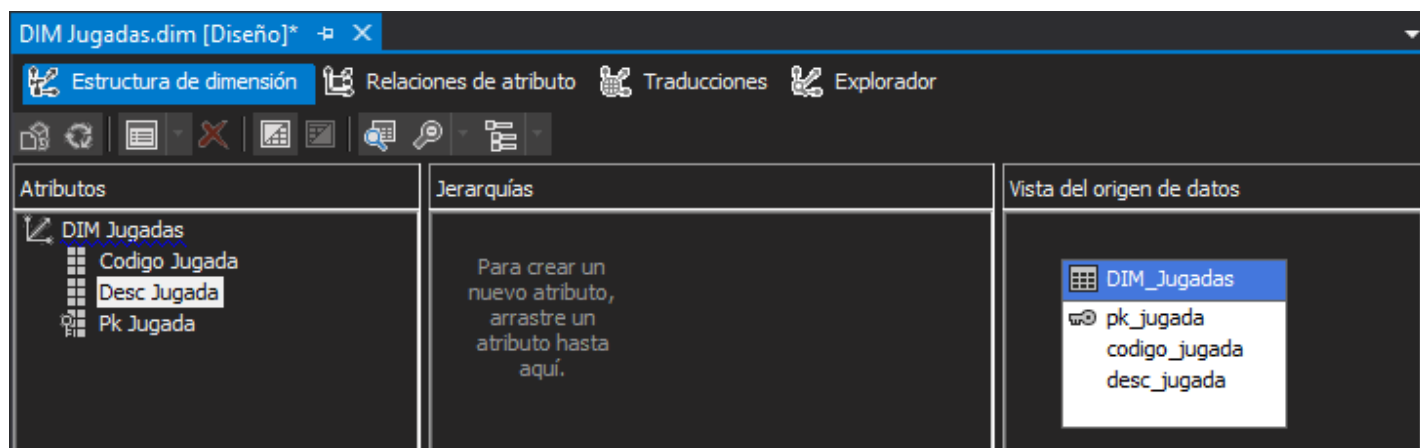 DIM Jugadas.dim [Diseño]*
Estructura de dimensión Relaciones de atributo Traducciones Explorador
Atributos
DIM Jugadas
Codigo Jugada
Desc Jugada
Pk Jugada
Jerarquías
Para crear un
nuevo atributo,
arrastre un
atributo hasta
aquí.
Vista del origen de datos
DIM_Jugadas
pk_jugada
codigo_jugada
desc_jugada